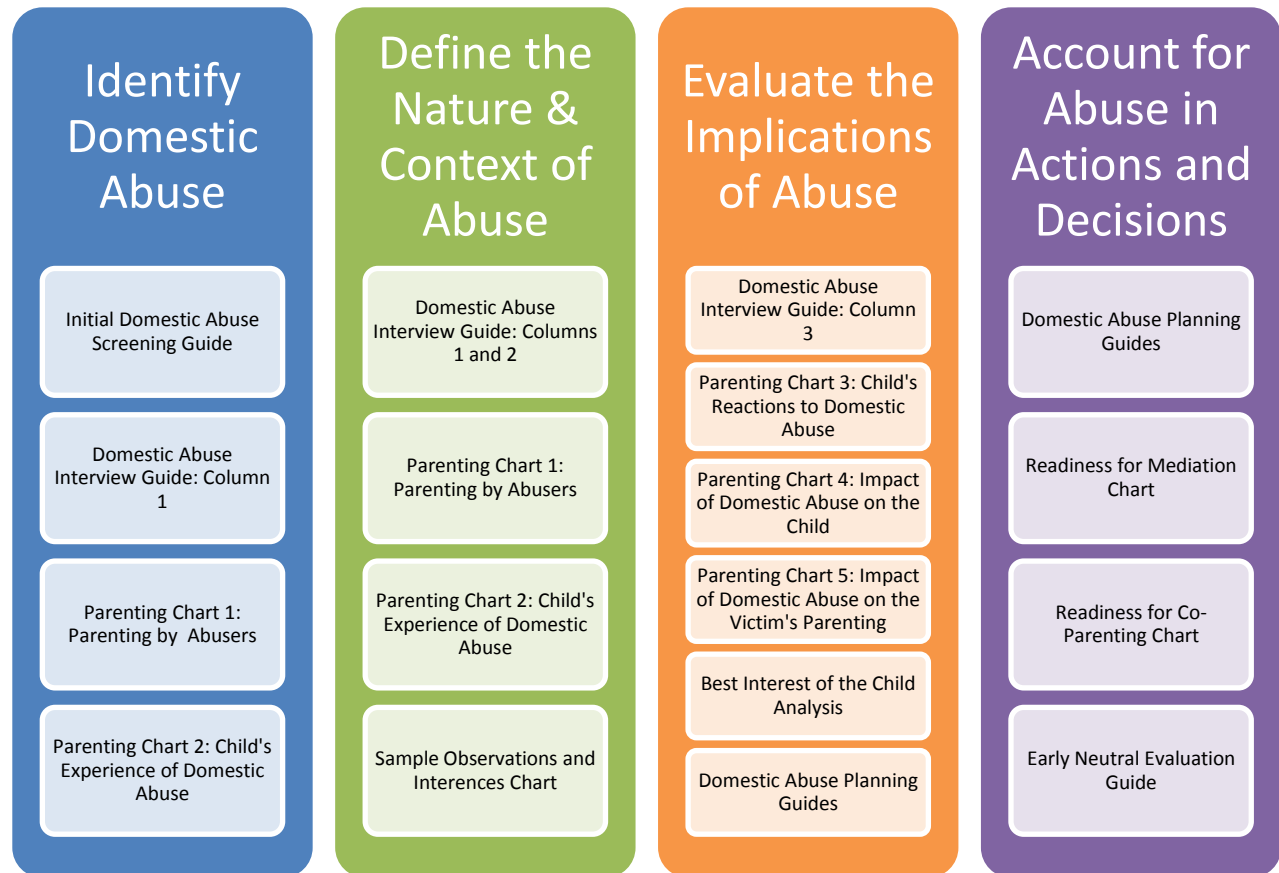 Identify
Domestic
Abuse
Initial Domestic Abuse
Screening Guide
Domestic Abuse
Interview Guide: Column
1
Parenting Chart 1:
Parenting by  Abusers
Parenting Chart 2: Child's
Experience of Domestic
Abuse
Define the
Nature &
Context of
Abuse
Domestic Abuse
Interview Guide: Columns
1 and 2
Parenting Chart 1:
Parenting by Abusers
Parenting Chart 2: Child's
Experience of Domestic
Abuse
Sample Observations and
Interences Chart
Evaluate the
Implications
of Abuse
Domestic Abuse
Interview Guide: Column
3
Parenting Chart 3: Child's
Reactions to Domestic
Abuse
Parenting Chart 4: Impact
of Domestic Abuse on the
Child
Parenting Chart 5: Impact
of Domestic Abuse on the
Victim's Parenting
Best Interest of the Child
Analysis
Domestic Abuse Planning
Guides
Account for
Abuse in
Actions and
Decisions
Domestic Abuse Planning
Guides
Readiness for Mediation
Chart
Readiness for Co-
Parenting Chart
Early Neutral Evaluation
Guide